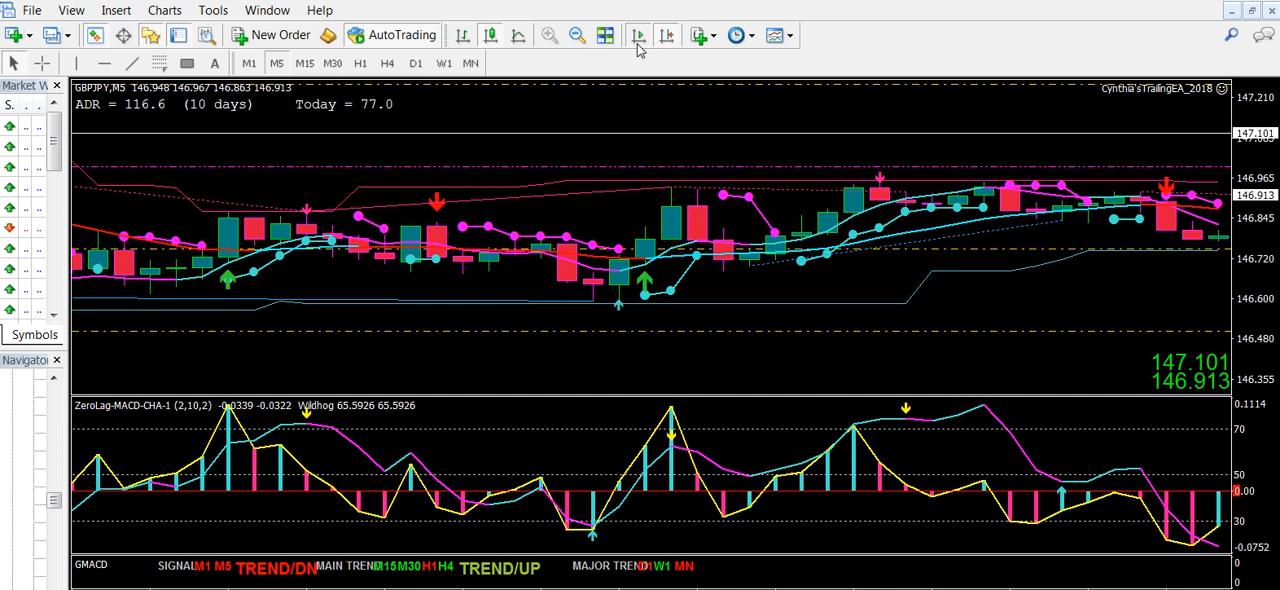 File View Insert Charts Tools Window Help
New Order AutoTrading
A M1 M5 M15 M30 H1 H4 D1 W1 MN
Market W
S. . .
Symbols
Navigator
GBPJPY,M5 146.948 146.967 146.863 146.913
Cynthia'sTrailingEA_2018
ADR = 116.6 (10 days) Today = 77.0
147.210
147.101
146.965
146.913
146.845
146.720
146.600
146.480
147.101
146.913
146.355
ZeroLag-MACD-CHA-1 (2,10,2) -0.0339 -0.0322 Wildhog 65.5926 65.5926
0.1114
70
50
0.00
30
-0.0752
GMACD SIGNAL M1 M5 TREND/DN MAIN TREND M15 M30 H1 H4 TREND/UP MAJOR TREND D1 W1 MN
0
0